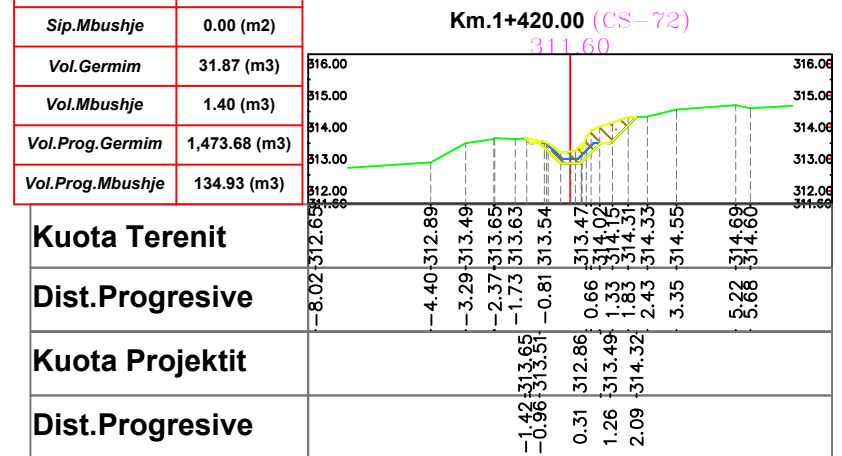 Sip.Mbushje 0.00 (m2)
Vol.Germim 31.87 (m3)
Vol.Mbushje 1.40 (m3)
Vol.Prog.Germim 1,473.68 (m3)
Vol.Prog.Mbushje 134.93 (m3)
Km.1+420.00 (CS-72)
311.60
316.00 316.00
315.00 315.00
314.00 314.00
313.00 313.00
312.00 312.00
311.60 311.60
Kuota Terenit 312.65 312.89 313.49 313.65 313.63 313.54 313.47 314.02 314.15 314.31 314.33 314.55 314.69 314.60
Dist.Progresive -8.02 -4.40 -3.29 -2.37 -1.73 -0.81 0.66 1.33 1.83 2.43 3.35 5.22 5.68
Kuota Projektit 313.65 313.51 312.86 313.49 314.32
Dist.Progresive -1.42 -0.96 0.31 1.26 2.09